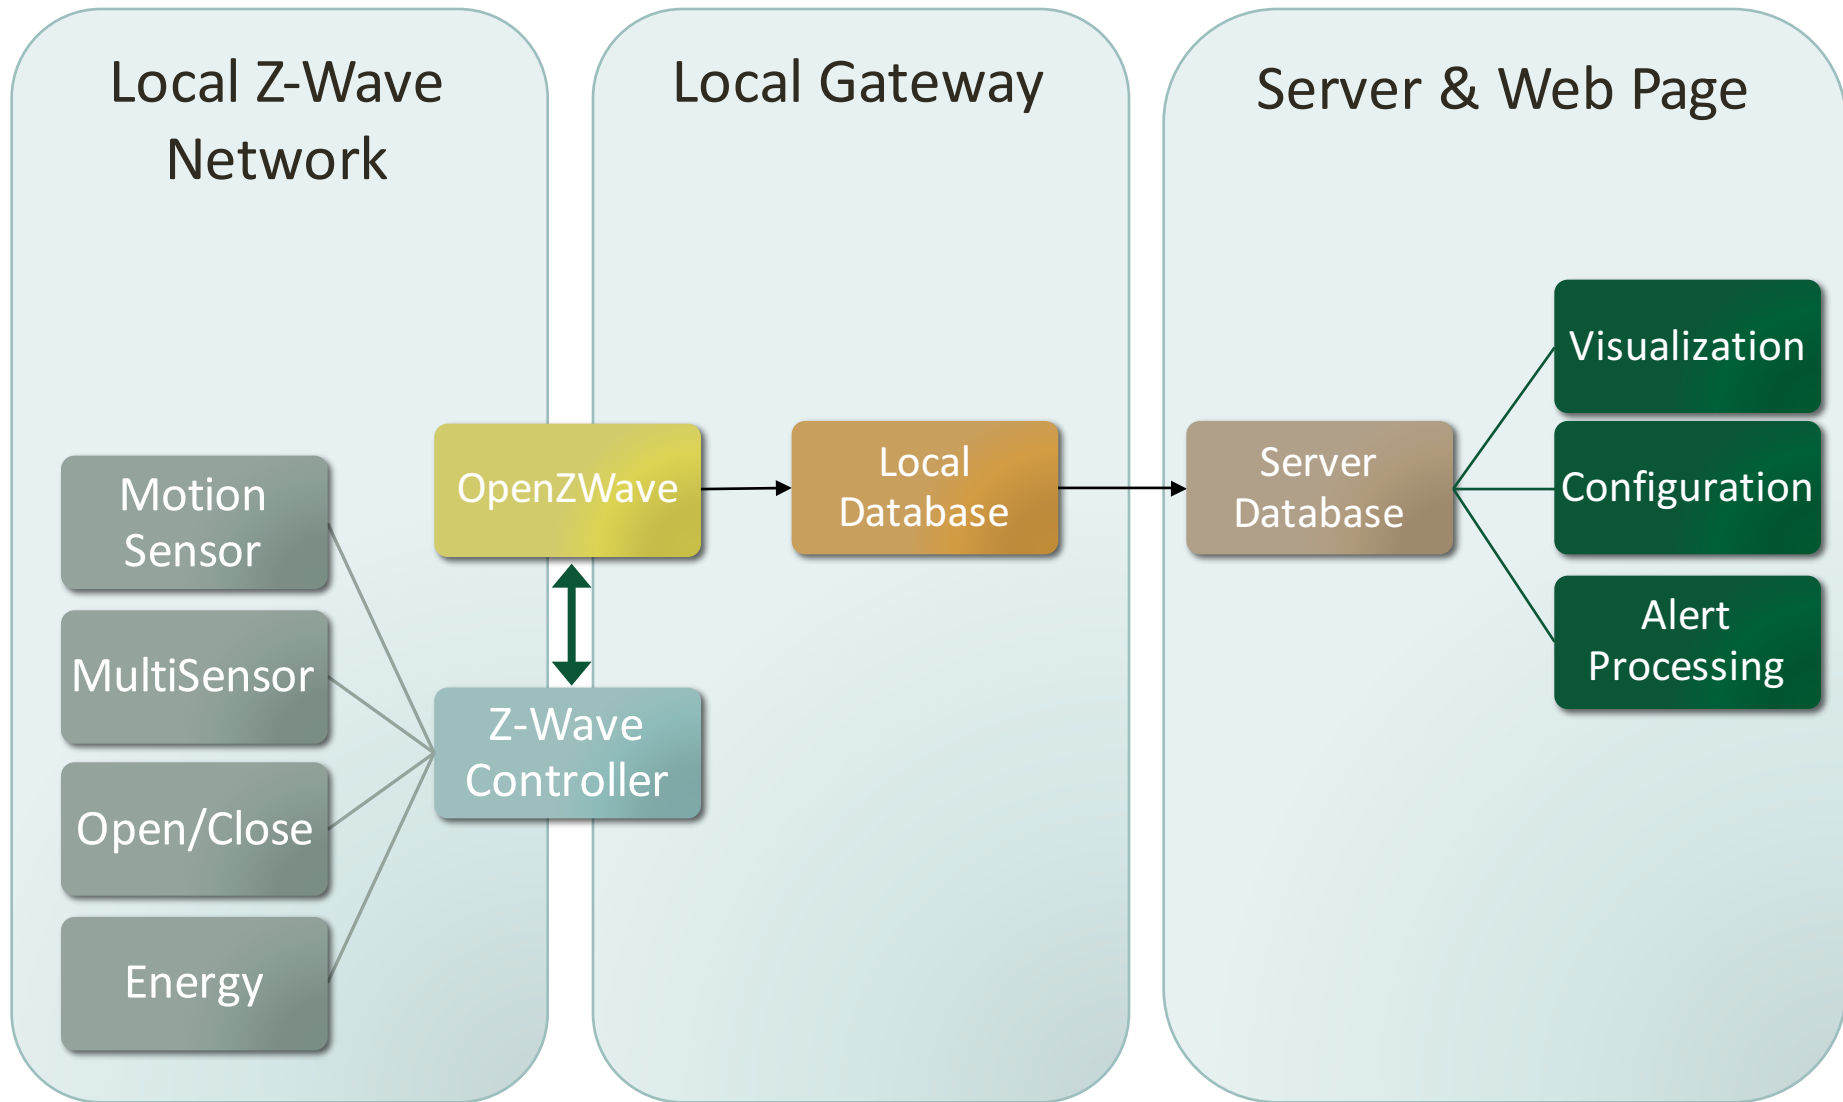 Local Z-Wave
Network
Local Gateway
Server & Web Page
Motion
Sensor
MultiSensor
Open/Close
Energy
OpenZWave
Z-Wave
Controller
Local
Database
Server
Database
Visualization
Configuration
Alert
Processing